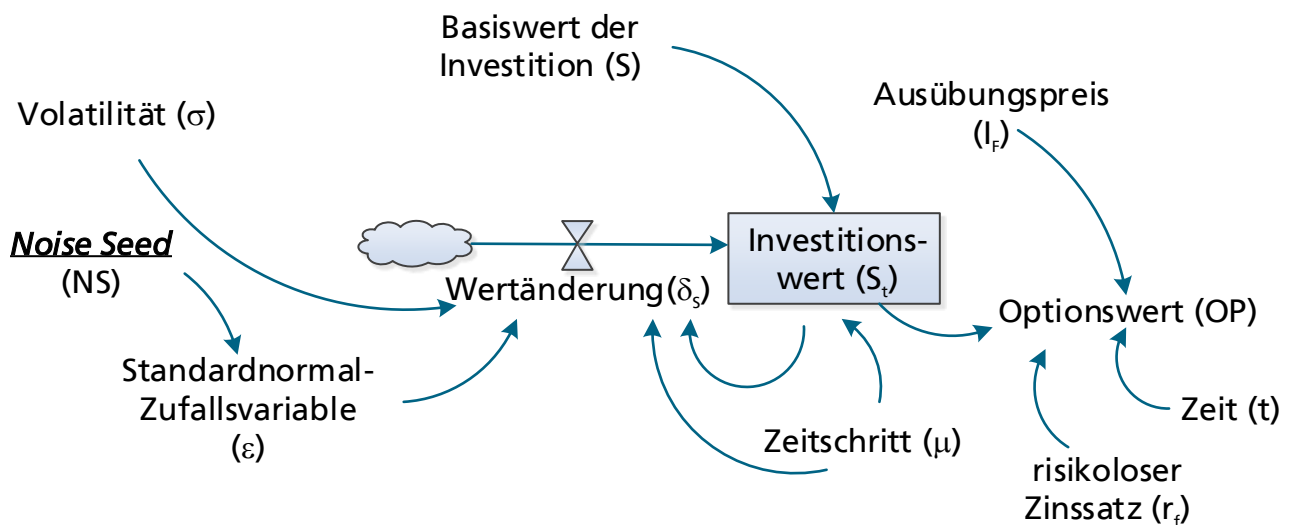 Basiswert der
Investition (S)
Ausübungspreis
(I_F)
Volatilität (σ)
Noise Seed
(NS)
Investitions-
wert (S_t)
Wertänderung(δ_s)
Optionswert (OP)
Standardnormal-
Zufallsvariable
(ε)
Zeit (t)
Zeitschritt (μ)
risikoloser
Zinssatz (r_f)